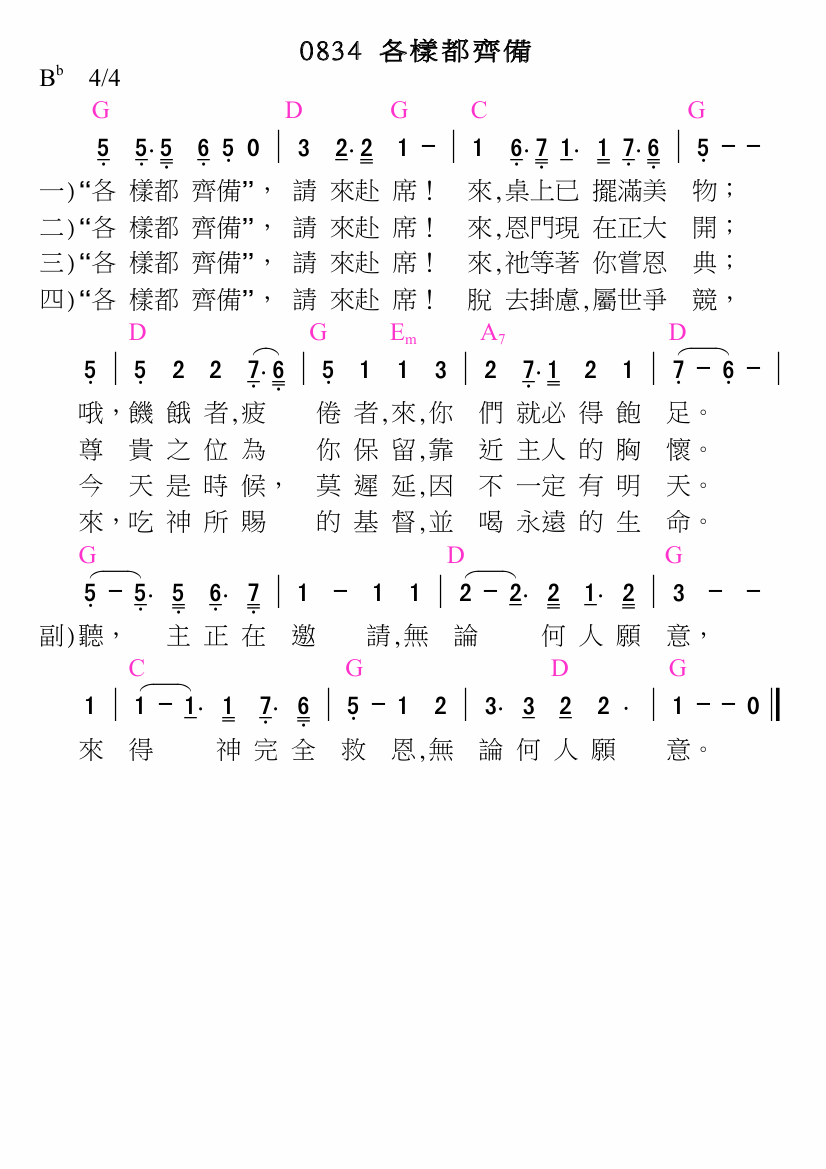 0834 各樣都齊備
Bb 4/4
G D G C G
5 5·5 6 5 0 | 3 2·2 1 – | 1 6·7 1· 1 7·6 | 5 – –
一)“各 樣都 齊備”， 請 來赴 席！ 來,桌上已 擺滿美 物；
二)“各 樣都 齊備”， 請 來赴 席！ 來,恩門現 在正大 開；
三)“各 樣都 齊備”， 請 來赴 席！ 來,祂等著 你嘗恩 典；
四)“各 樣都 齊備”， 請 來赴 席！ 脫 去掛慮,屬世爭 競，
D G Em A7 D
5 | 5 2 2 7·6 | 5 1 1 3 | 2 7·1 2 1 | 7 – 6 – |
哦，饑 餓 者,疲 倦 者,來,你 們 就必 得 飽 足。
尊 貴 之 位 為 你 保 留,靠 近 主人 的 胸 懷。
今 天 是 時 候， 莫 遲 延,因 不 一定 有 明 天。
來，吃 神 所 賜 的 基 督,並 喝 永遠 的 生 命。
G D G
5 – 5· 5 6· 7 | 1 – 1 1 | 2 – 2· 2 1· 2 | 3 – –
副)聽， 主 正 在 邀 請,無 論 何 人 願 意，
C G D G
1 | 1 – 1· 1 7· 6 | 5 – 1 2 | 3· 3 2 2 · | 1 – – 0 ||
來 得 神 完 全 救 恩,無 論 何 人 願 意。